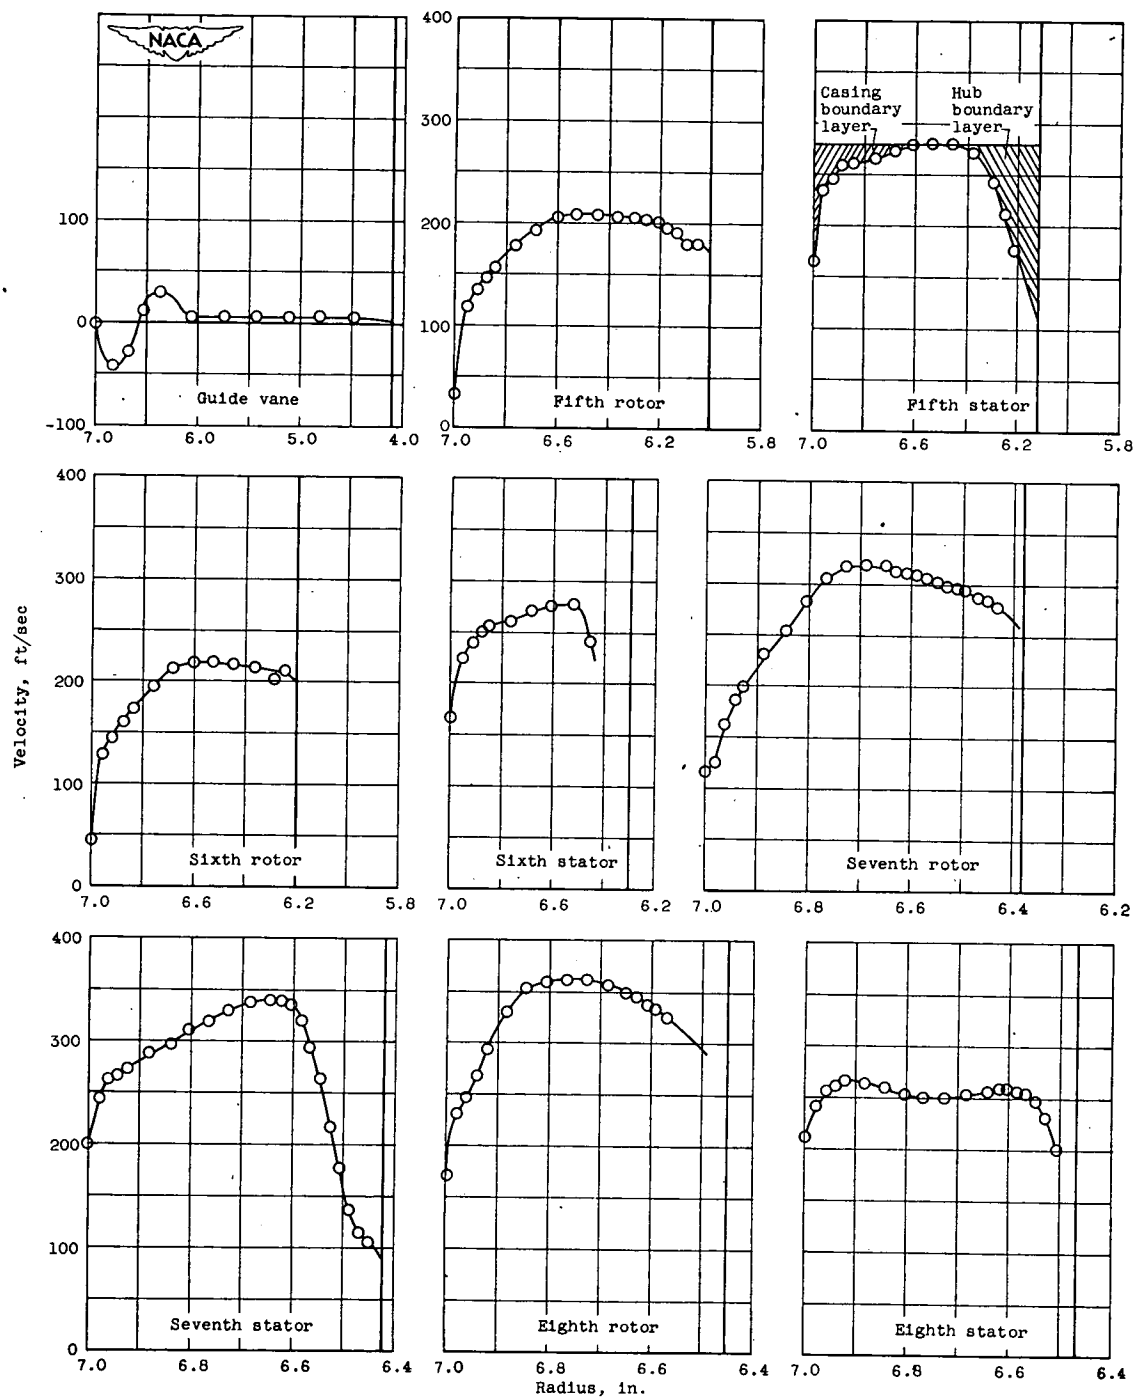 NACA
400
300
200
100
0
100
0
-100
Casing
boundary
layer
Hub
boundary
layer
Guide vane
Fifth rotor
Fifth stator
7.0 6.0 5.0 4.0
7.0 6.6 6.2 5.8
7.0 6.6 6.2 5.8
Velocity, ft/sec
400
300
200
100
0
Sixth rotor
Sixth stator
Seventh rotor
7.0 6.6 6.2 5.8
7.0 6.6 6.2
7.0 6.8 6.6 6.4 6.2
400
300
200
100
0
Seventh stator
Eighth rotor
Eighth stator
7.0 6.8 6.6 6.4
7.0 6.8 6.6 6.4
7.0 6.8 6.6 6.4
Radius, in.